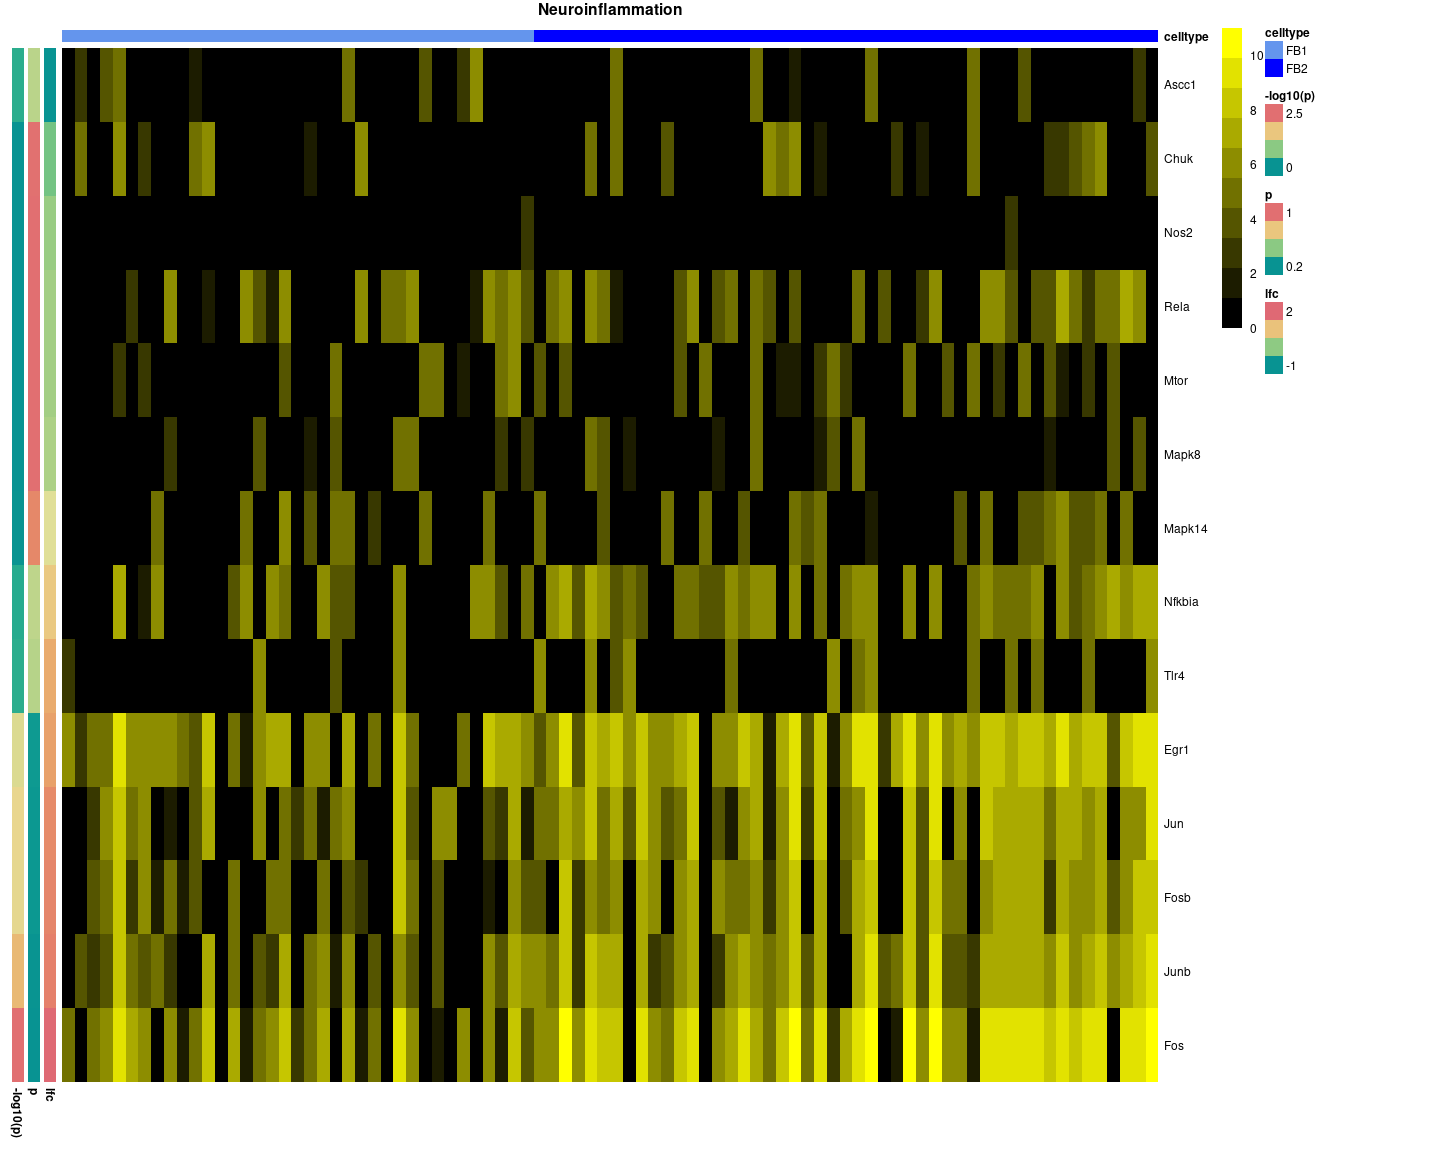 Neuroinflammation
celltype
Ascc1
Chuk
Nos2
Rela
Mtor
Mapk8
Mapk14
Nfkbia
Tlr4
Egr1
Jun
Fosb
Junb
Fos
10
8
6
4
2
0
celltype
FB1
FB2
-log10(p)
2.5
0
p
1
0.2
lfc
2
-1
-log10(p)
p
lfc